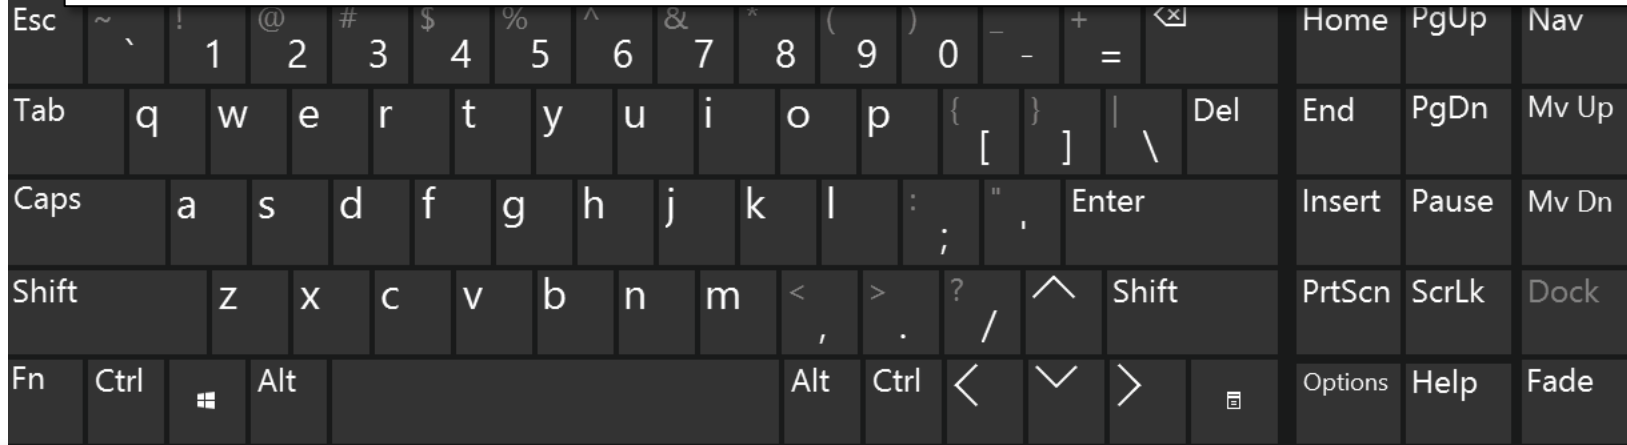 Esc ~ ` ! 1 @ 2 # 3 $ 4 % 5 ^ 6 & 7 * 8 ( 9 ) 0 _ - + = Home PgUp Nav
Tab q w e r t y u i o p { [ } ] | \ Del End PgDn Mv Up
Caps a s d f g h j k l : ; " ' Enter Insert Pause Mv Dn
Shift z x c v b n m < , > . ? / Shift PrtScn ScrLk Dock
Fn Ctrl Alt Alt Ctrl Options Help Fade